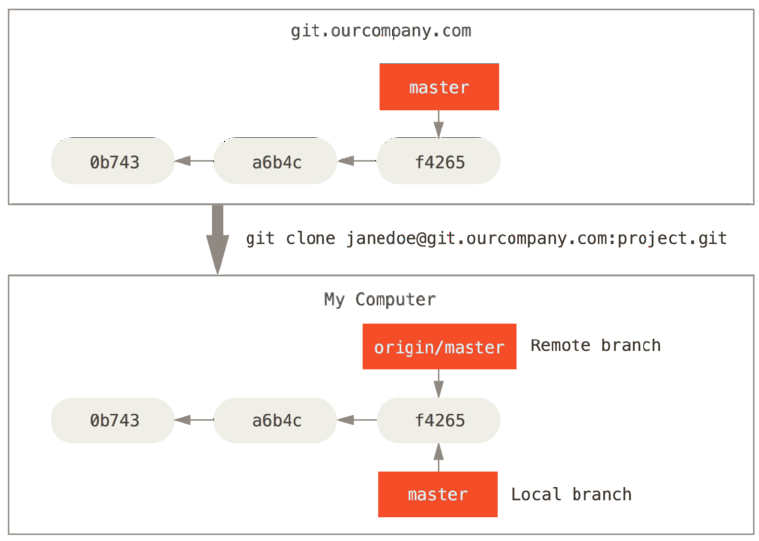 git.ourcompany.com
master
0b743 a6b4c f4265
git clone janedoe@git.ourcompany.com:project.git
My Computer
origin/master Remote branch
0b743 a6b4c f4265
master Local branch